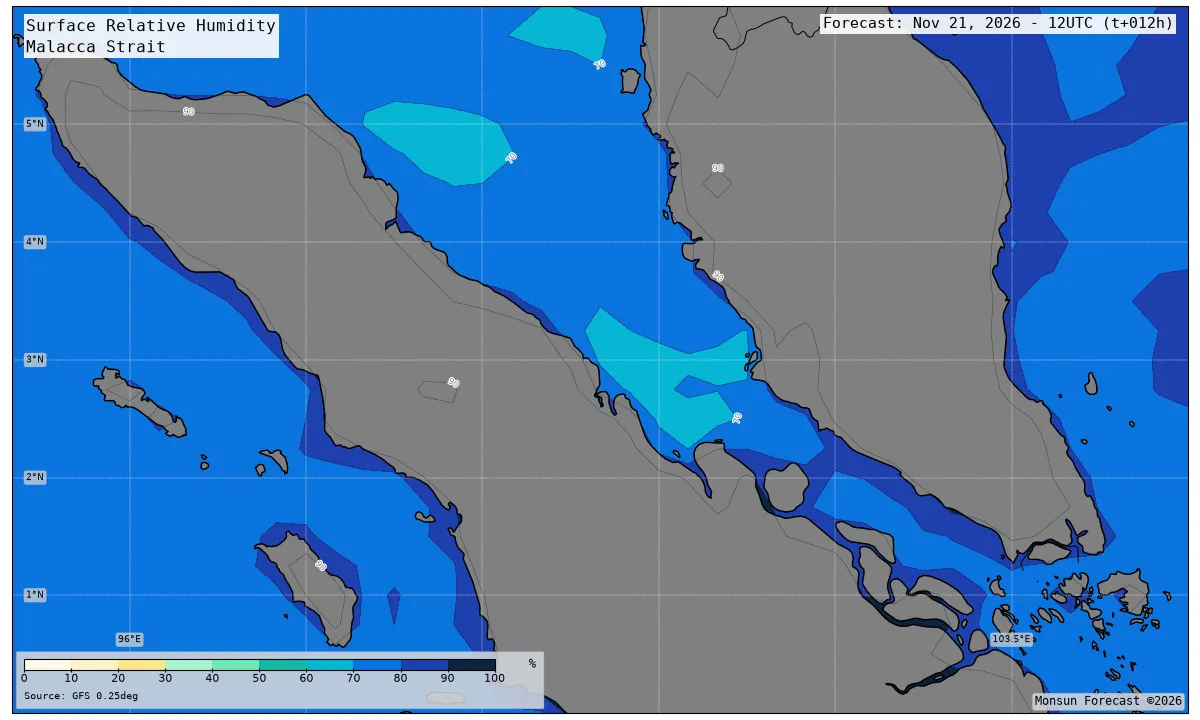 Surface Relative Humidity
Malacca Strait
Forecast: Nov 21, 2026 - 12UTC (t+012h)
70
70
90
90
90
90
70
90
5°N
4°N
3°N
2°N
1°N
96°E
103.5°E
0 10 20 30 40 50 60 70 80 90 100
%
Source: GFS 0.25deg
Monsun Forecast ©2026